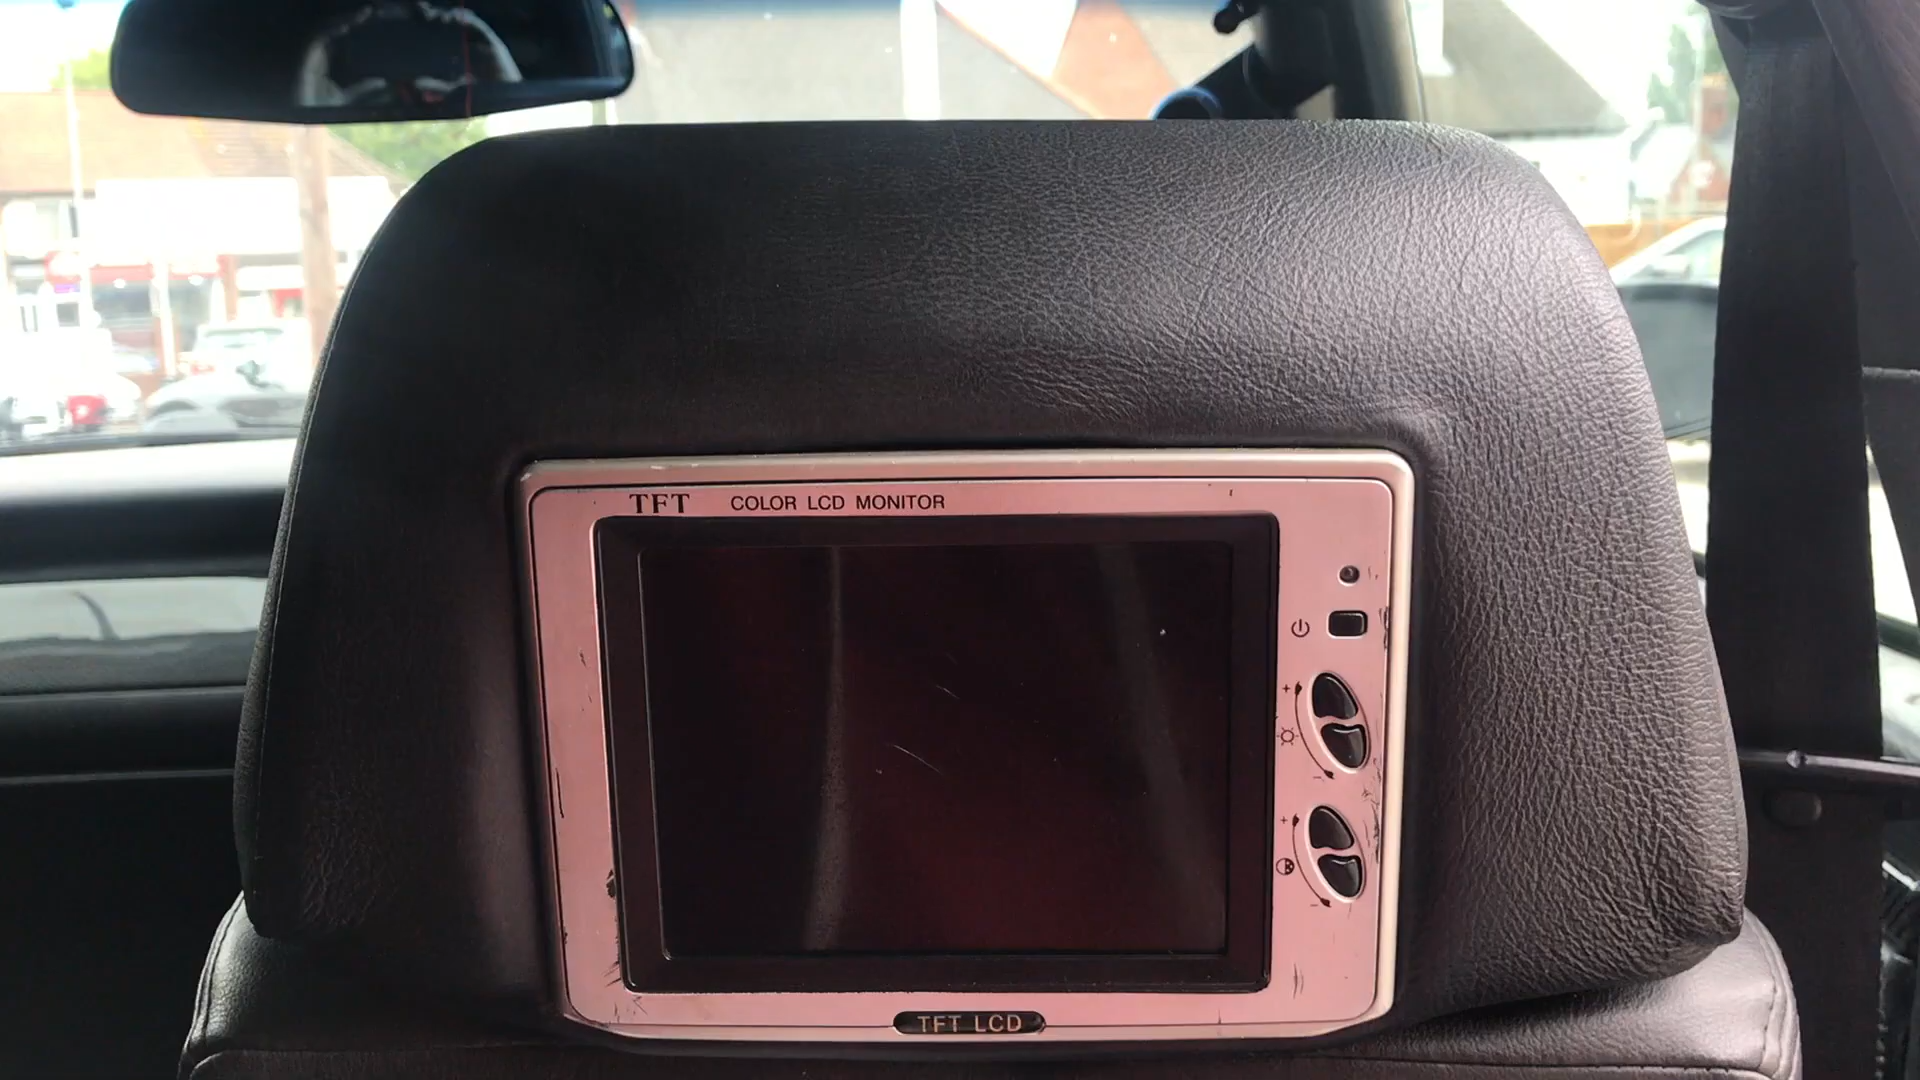 TFT COLOR LCD MONITOR
+
-
+
-
TFT LCD